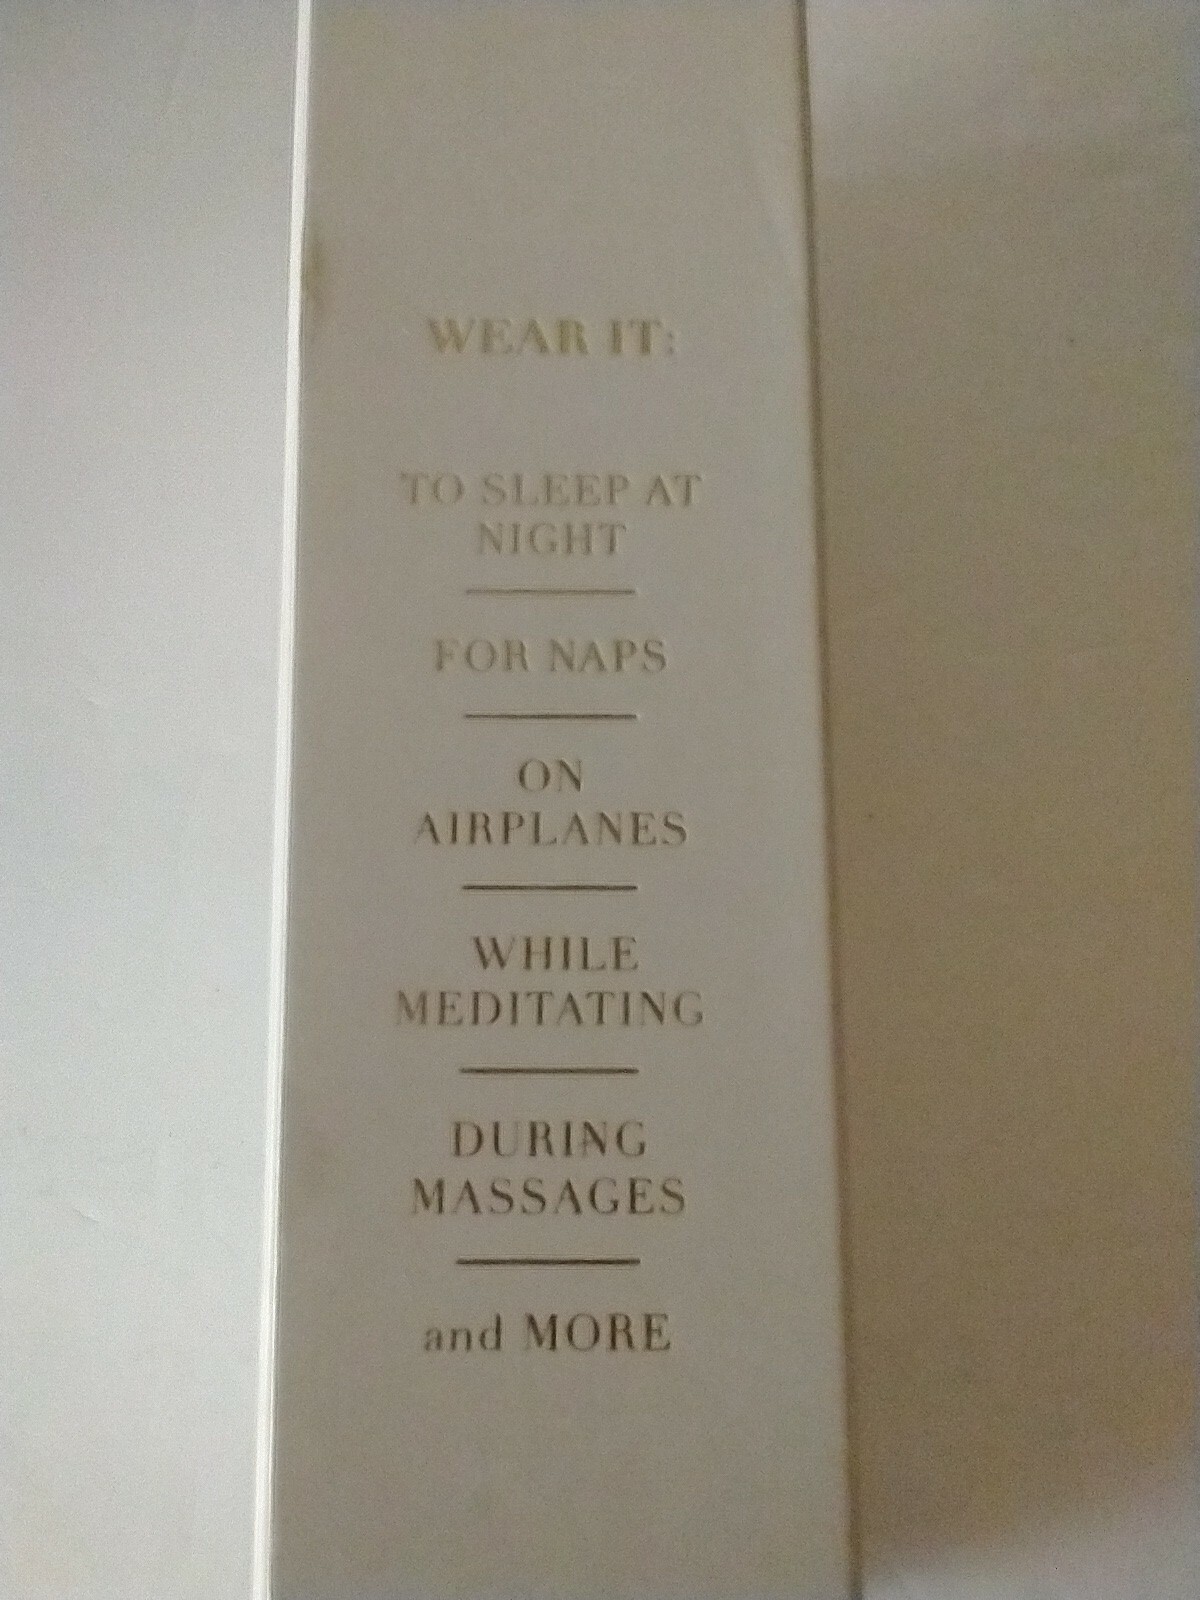 WEAR IT:
TO SLEEP AT
NIGHT
FOR NAPS
ON
AIRPLANES
WHILE
MEDITATING
DURING
MASSAGES
and MORE